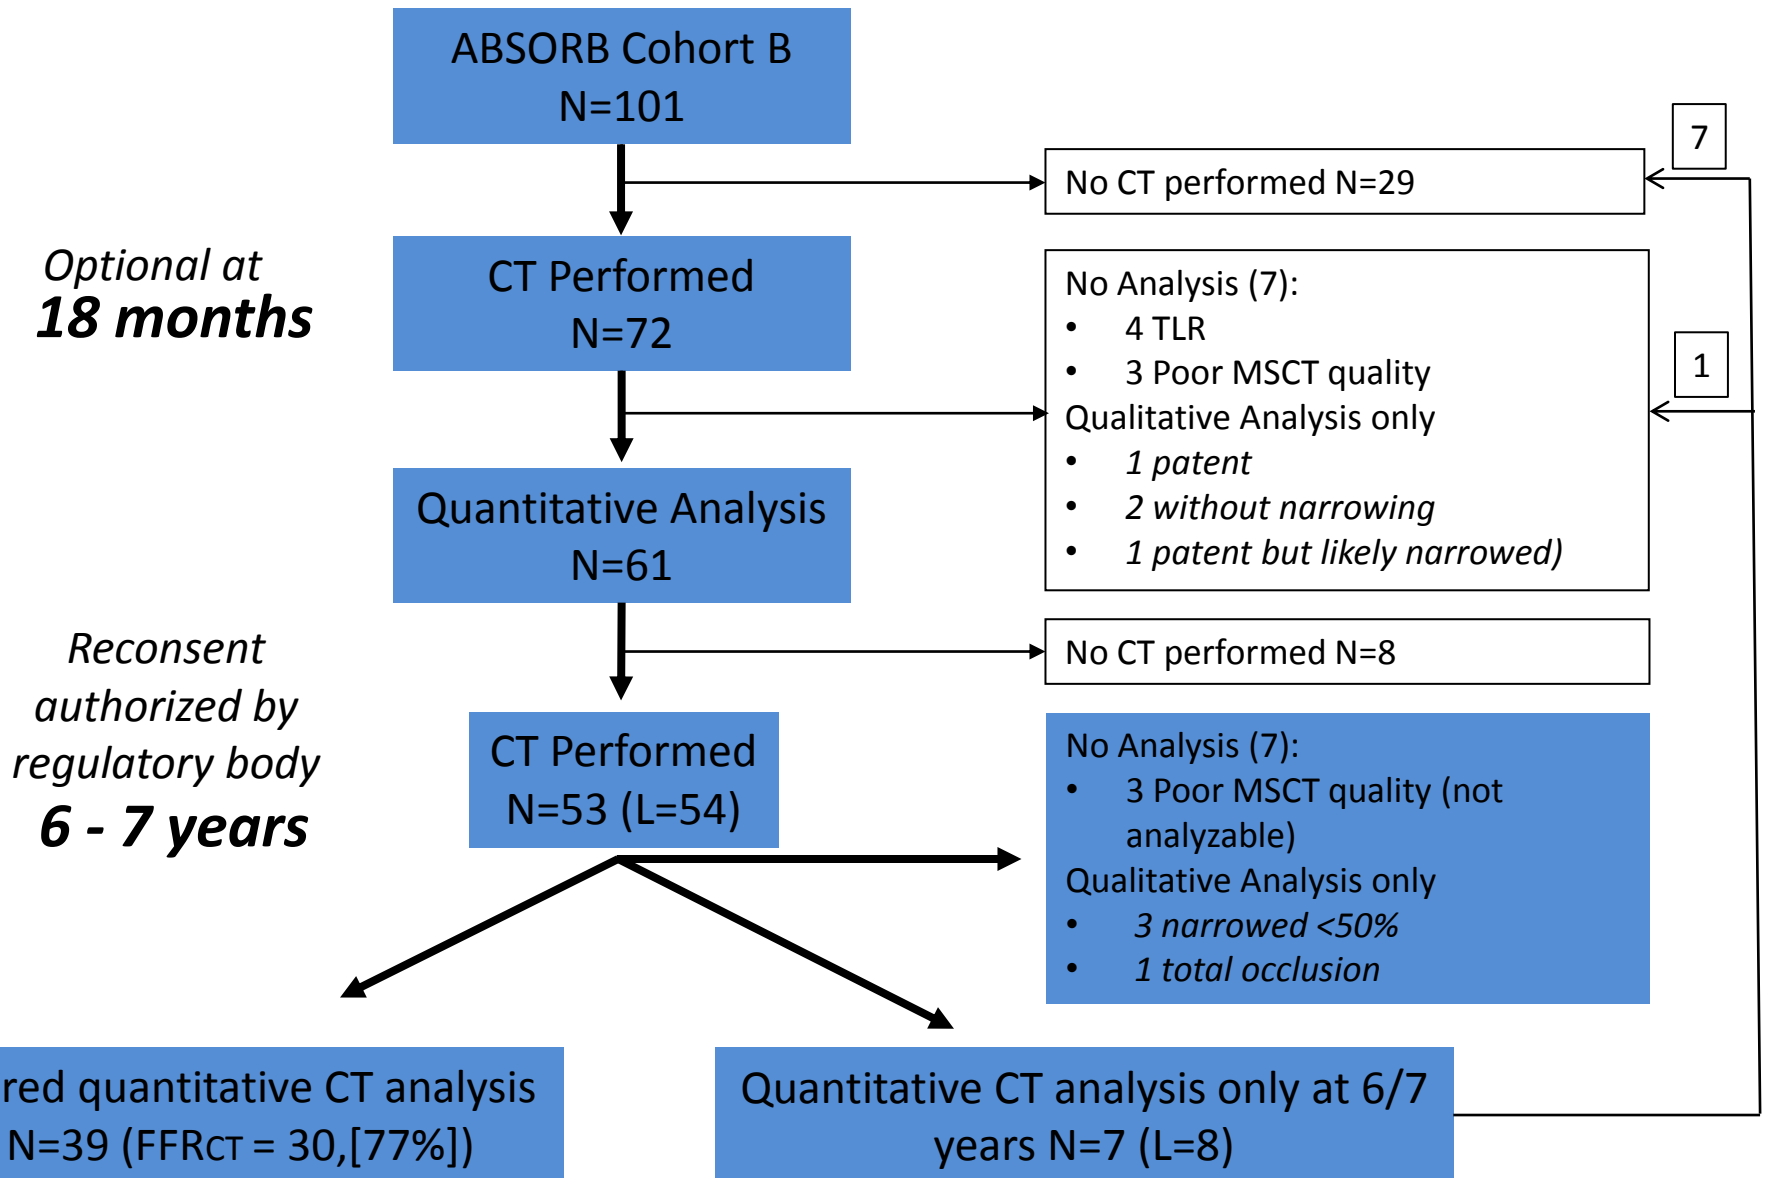 ABSORB Cohort B
N=101
7
No CT performed N=29
Optional at
18 months
CT Performed
N=72
No Analysis (7):
• 4 TLR
• 3 Poor MSCT quality
Qualitative Analysis only
• 1 patent
• 2 without narrowing
• 1 patent but likely narrowed)
1
Quantitative Analysis
N=61
Reconsent
authorized by
regulatory body
6 - 7 years
No CT performed N=8
CT Performed
N=53 (L=54)
No Analysis (7):
• 3 Poor MSCT quality (not
analyzable)
Qualitative Analysis only
• 3 narrowed <50%
• 1 total occlusion
red quantitative CT analysis
N=39 (FFRCT = 30,[77%])
Quantitative CT analysis only at 6/7
years N=7 (L=8)